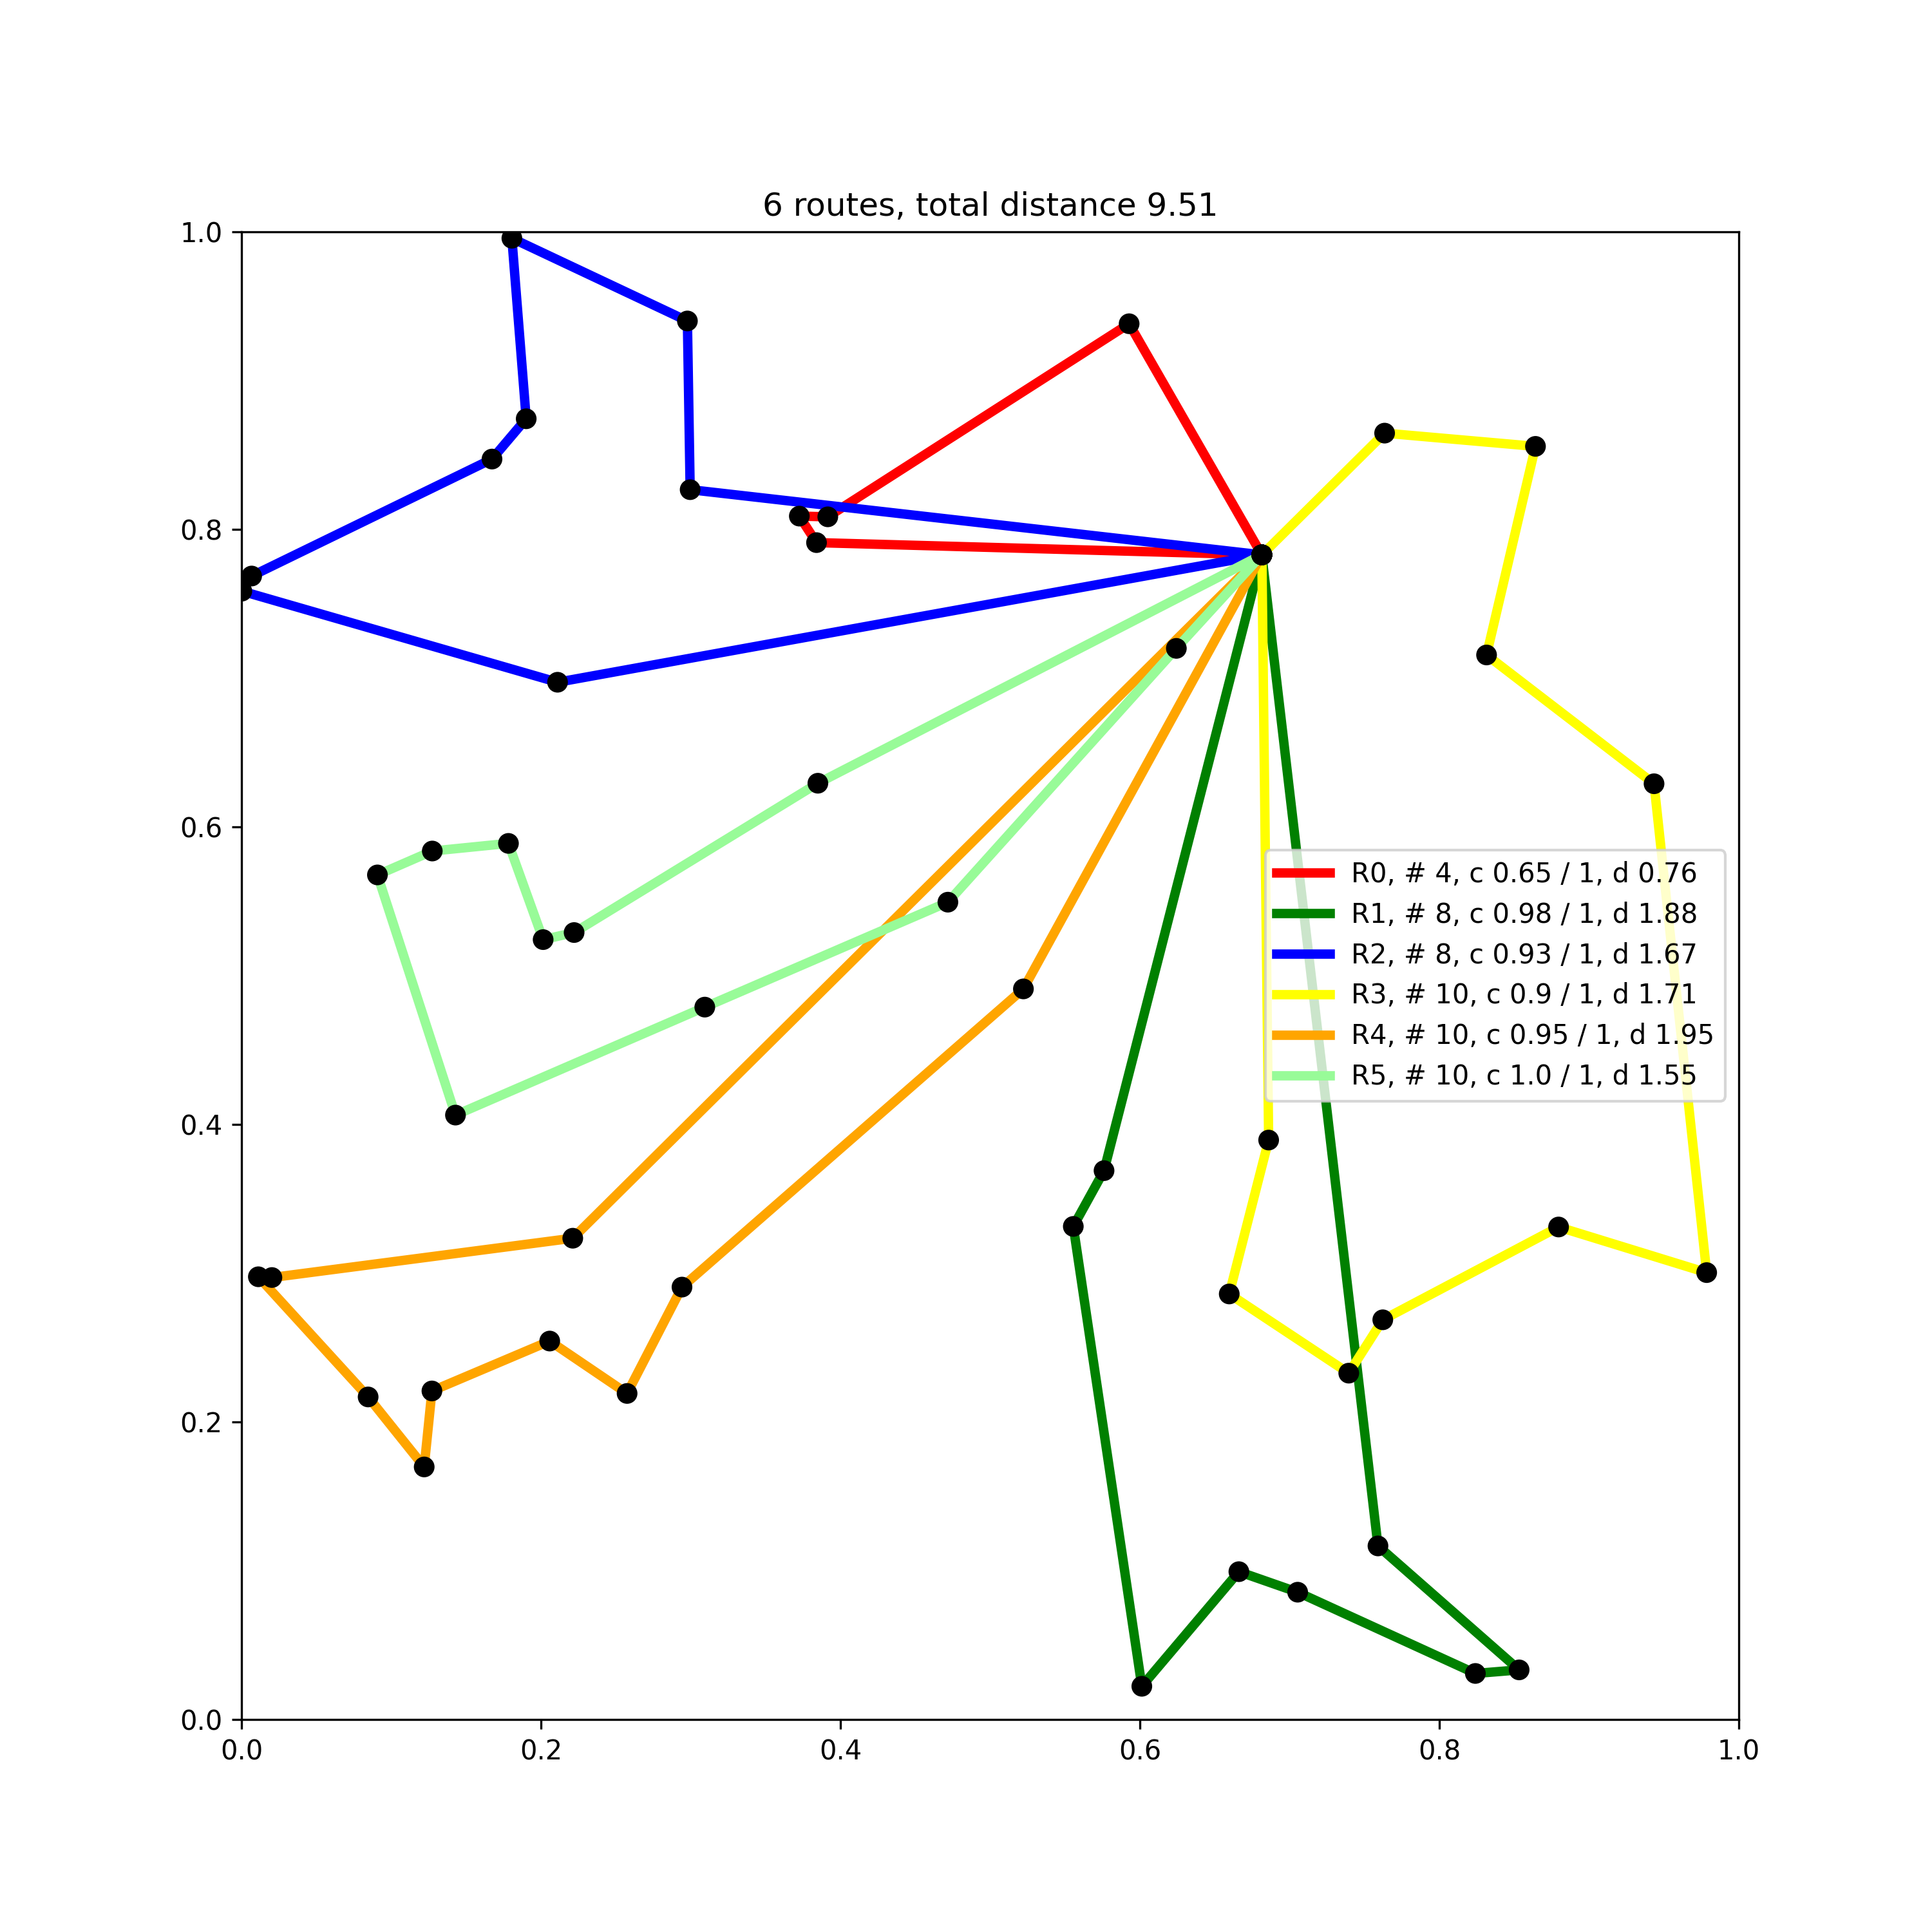 6 routes, total distance 9.51
1.0
0.8
0.6
0.4
0.2
0.0
R0, # 4, c 0.65 / 1, d 0.76
R1, # 8, c 0.98 / 1, d 1.88
R2, # 8, c 0.93 / 1, d 1.67
R3, # 10, c 0.9 / 1, d 1.71
R4, # 10, c 0.95 / 1, d 1.95
R5, # 10, c 1.0 / 1, d 1.55
0.0 0.2 0.4 0.6 0.8 1.0